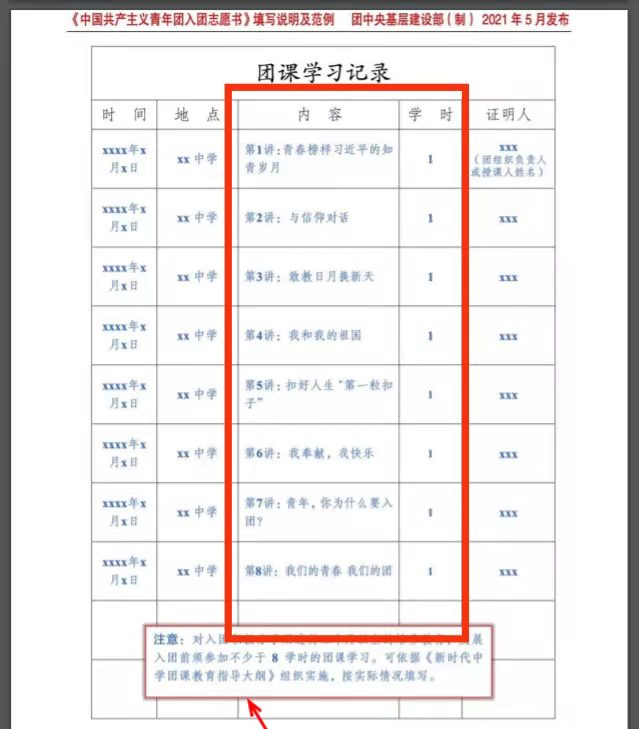 《中国共产主义青年团入团志愿书》填写说明及范例 团中央基层建设部（制） 2021年5月发布
团课学习记录
时 间 地 点 内 容 学 时 证明人
xxxx年x
月x日
xx 中学
第1讲:青春榜样习近平的知
青岁月
1
xxx
（团组织负责人
或授课人姓名）
xxxx年x
月x日
xx 中学
第2讲：与信仰对话
1
xxx
xxxx年x
月x日
xx 中学
第3讲：敢教日月换新天
1
xxx
xxxx年x
月x日
xx 中学
第4讲：我和我的祖国
1
xxx
xxxx年x
月x日
xx 中学
第5讲：扣好人生“第一粒扣
子”
1
xxx
xxxx年x
月x日
xx 中学
第6讲：我奉献，我快乐
1
xxx
xxxx年x
月x日
xx 中学
第7讲：青年，你为什么要入
团？
1
xxx
xxxx年x
月x日
xx 中学
第8讲：我们的青春 我们的团
1
xxx
注意：对入团 展
入团前须参加不少于 8 学时的团课学习。可依据《新时代中
学团课教育指导大纲》组织实施，按实际情况填写。